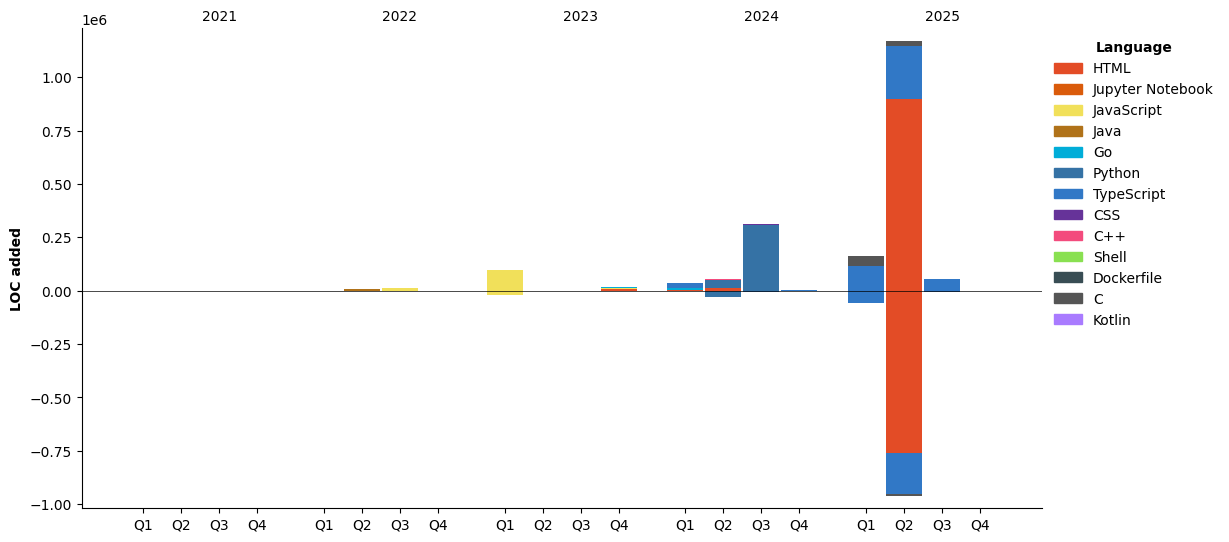 1e6
2021 2022 2023 2024 2025
LOC added
1.00
0.75
0.50
0.25
0.00
−0.25
−0.50
−0.75
−1.00
Q1 Q2 Q3 Q4 Q1 Q2 Q3 Q4 Q1 Q2 Q3 Q4 Q1 Q2 Q3 Q4 Q1 Q2 Q3 Q4
Language
HTML
Jupyter Notebook
JavaScript
Java
Go
Python
TypeScript
CSS
C++
Shell
Dockerfile
C
Kotlin